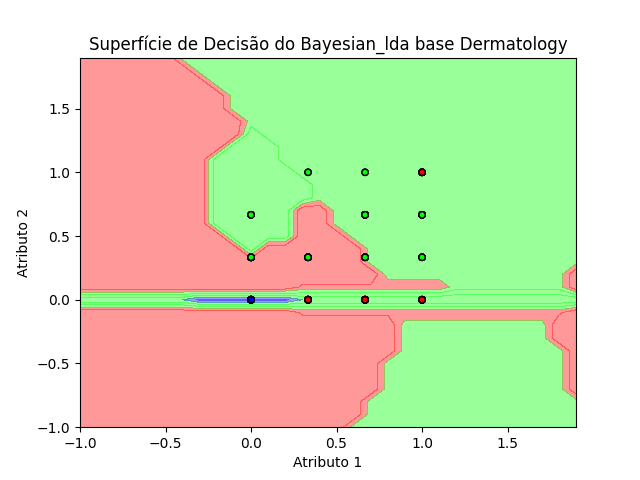 Superfície de Decisão do Bayesian_lda base Dermatology
Atributo 2
1.5
1.0
0.5
0.0
−0.5
−1.0
−1.0 −0.5 0.0 0.5 1.0 1.5
Atributo 1